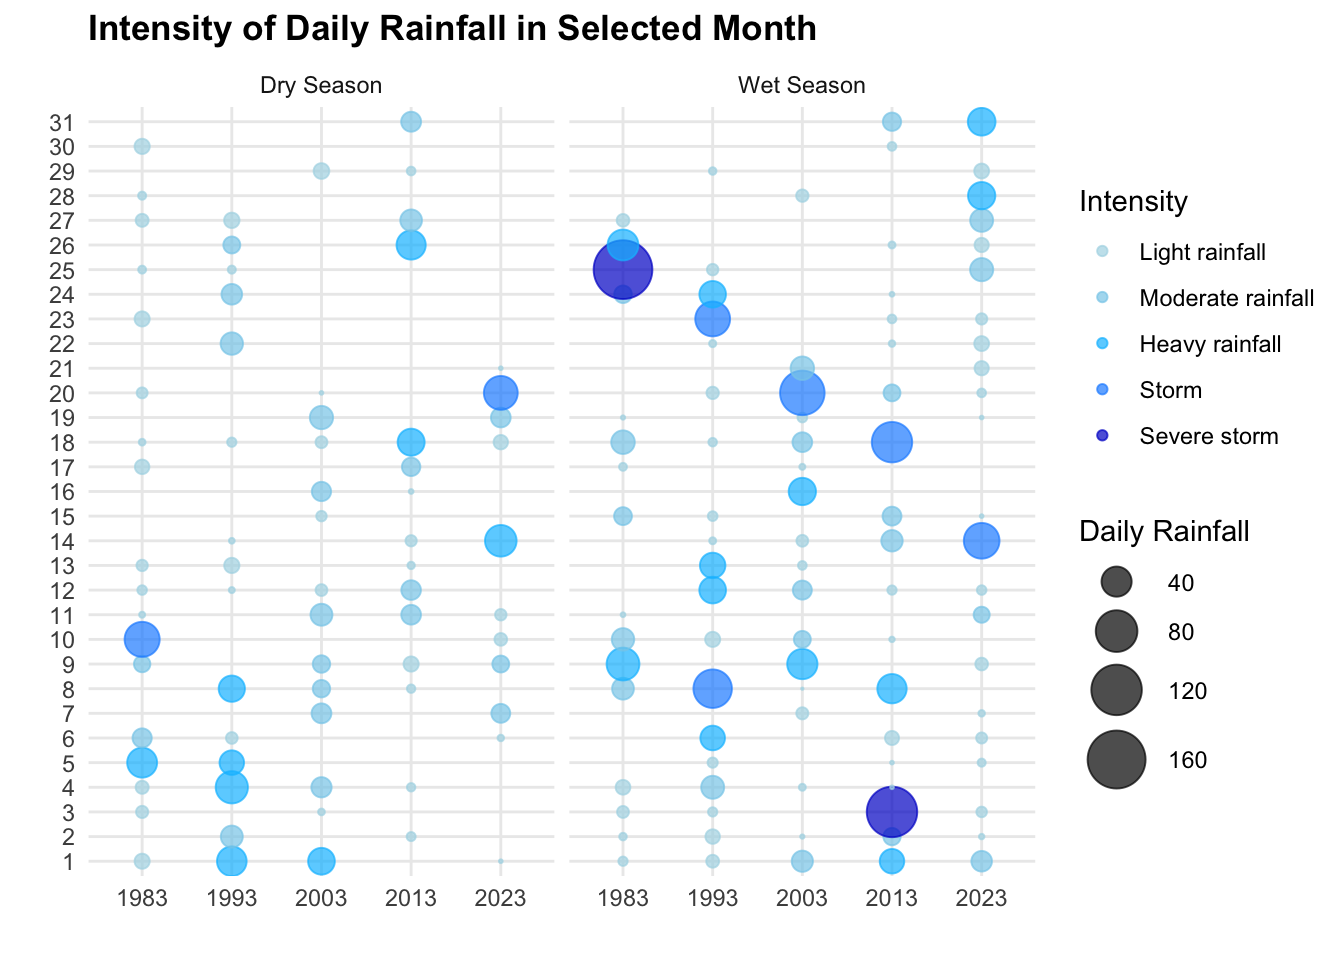 Intensity of Daily Rainfall in Selected Month
Dry Season
Wet Season
31
30
29
28
27
26
25
24
23
22
21
20
19
18
17
16
15
14
13
12
11
10
9
8
7
6
5
4
3
2
1
1983 1993 2003 2013 2023
1983 1993 2003 2013 2023
Intensity
Light rainfall
Moderate rainfall
Heavy rainfall
Storm
Severe storm
Daily Rainfall
40
80
120
160